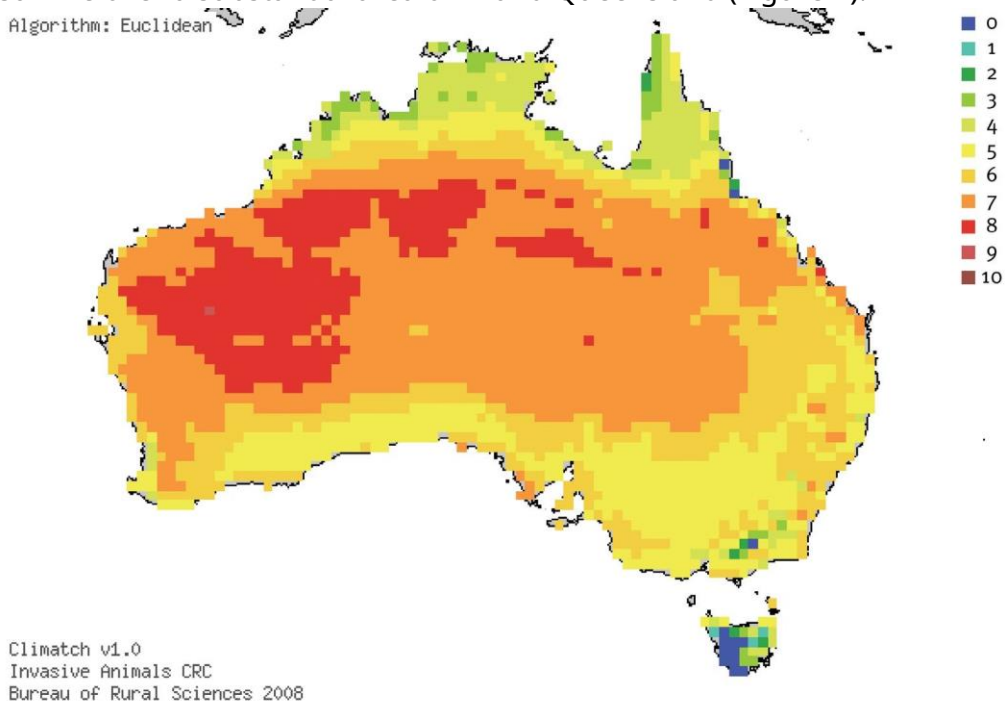 Algorithm: Euclidean
0
1
2
3
4
5
6
7
8
9
10
Climatch v1.0
Invasive Animals CRC
Bureau of Rural Sciences 2008